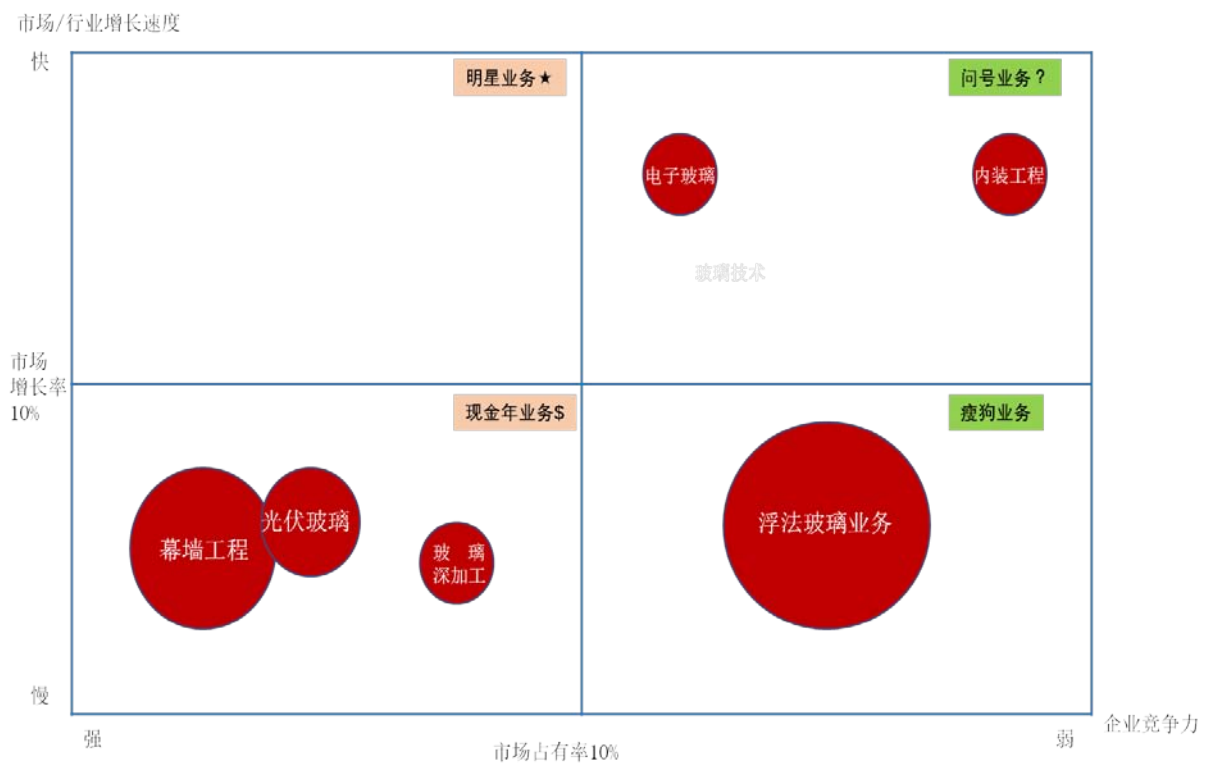 市场/行业增长速度
快
明星业务★
问号业务？
电子玻璃
内装工程
玻璃技术
市场
增长率
10%
现金年业务$
瘦狗业务
幕墙工程
光伏玻璃
玻 璃
深加工
浮法玻璃业务
慢
强
市场占有率10%
弱
企业竞争力